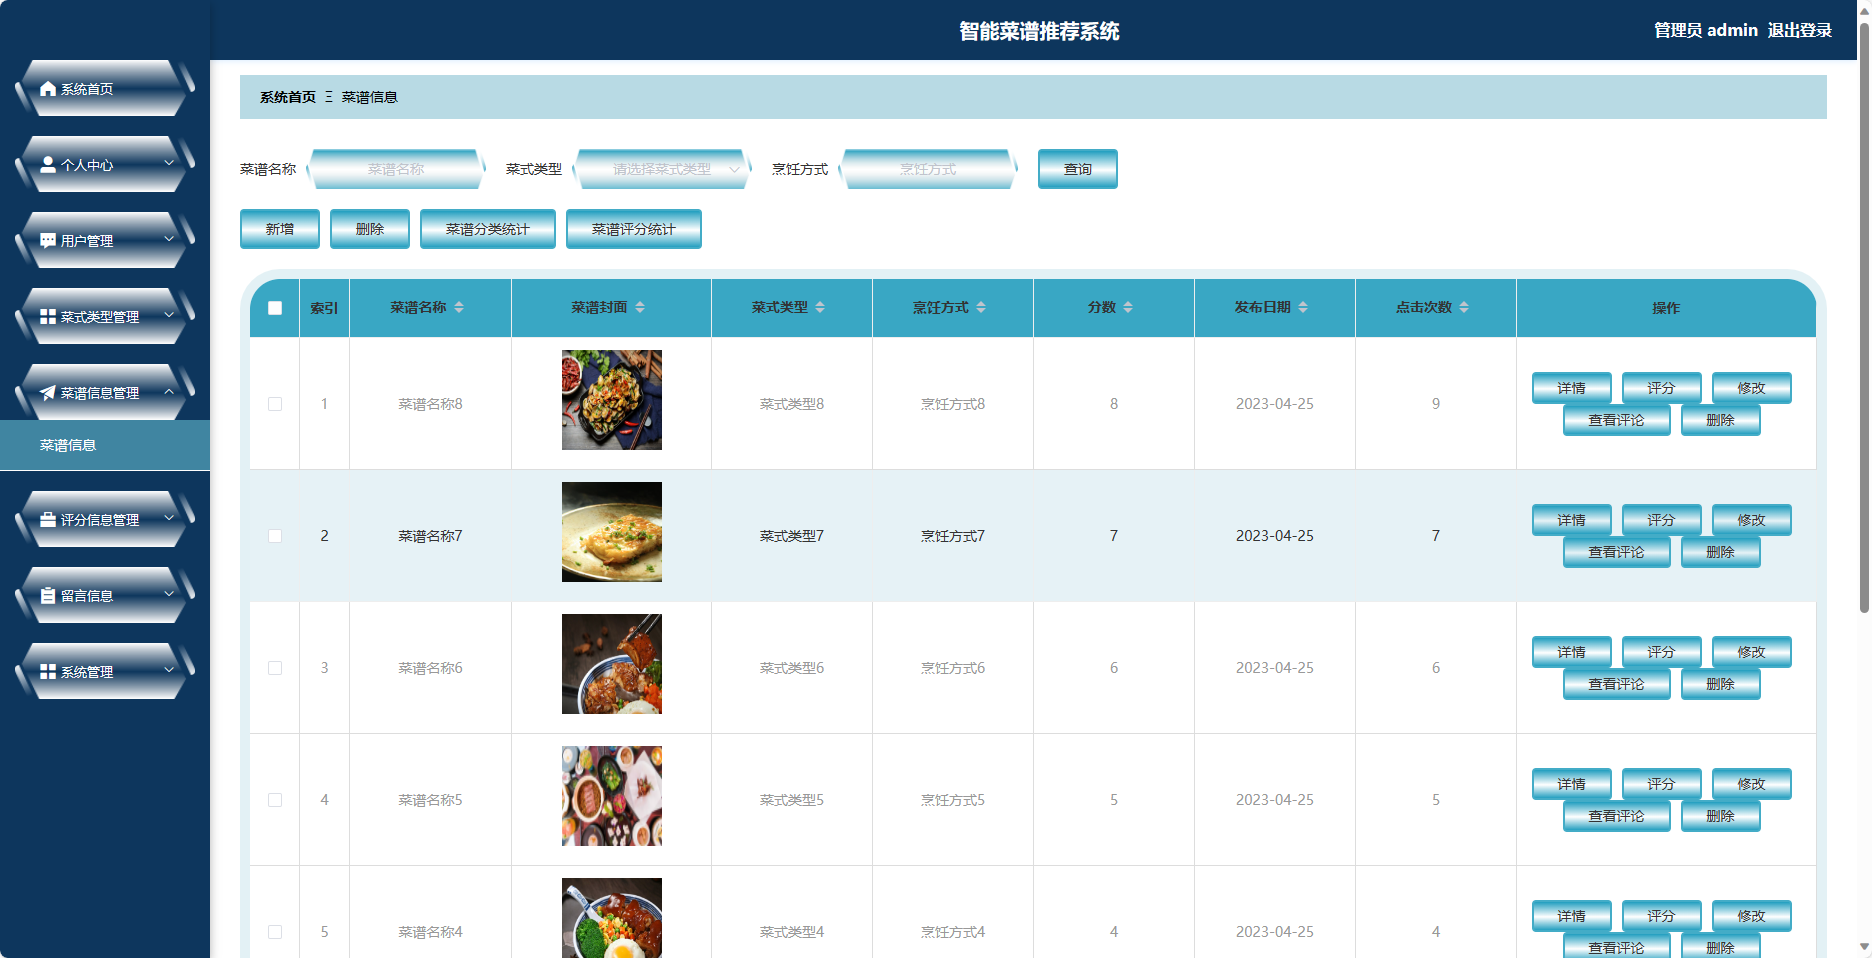 智能菜谱推荐系统
管理员 admin 退出登录
系统首页
个人中心
用户管理
菜式类型管理
菜谱信息管理
菜谱信息
评分信息管理
留言信息
系统管理
系统首页 Ξ 菜谱信息
菜谱名称 菜谱名称 菜式类型 请选择菜式类型 烹饪方式 烹饪方式 查询
新增 删除 菜谱分类统计 菜谱评分统计
索引 菜谱名称 菜谱封面 菜式类型 烹饪方式 分数 发布日期 点击次数 操作
1 菜谱名称8 菜式类型8 烹饪方式8 8 2023-04-25 9 详情 评分 修改
查看评论 删除
2 菜谱名称7 菜式类型7 烹饪方式7 7 2023-04-25 7 详情 评分 修改
查看评论 删除
3 菜谱名称6 菜式类型6 烹饪方式6 6 2023-04-25 6 详情 评分 修改
查看评论 删除
4 菜谱名称5 菜式类型5 烹饪方式5 5 2023-04-25 5 详情 评分 修改
查看评论 删除
5 菜谱名称4 菜式类型4 烹饪方式4 4 2023-04-25 4 详情 评分 修改
查看评论 删除